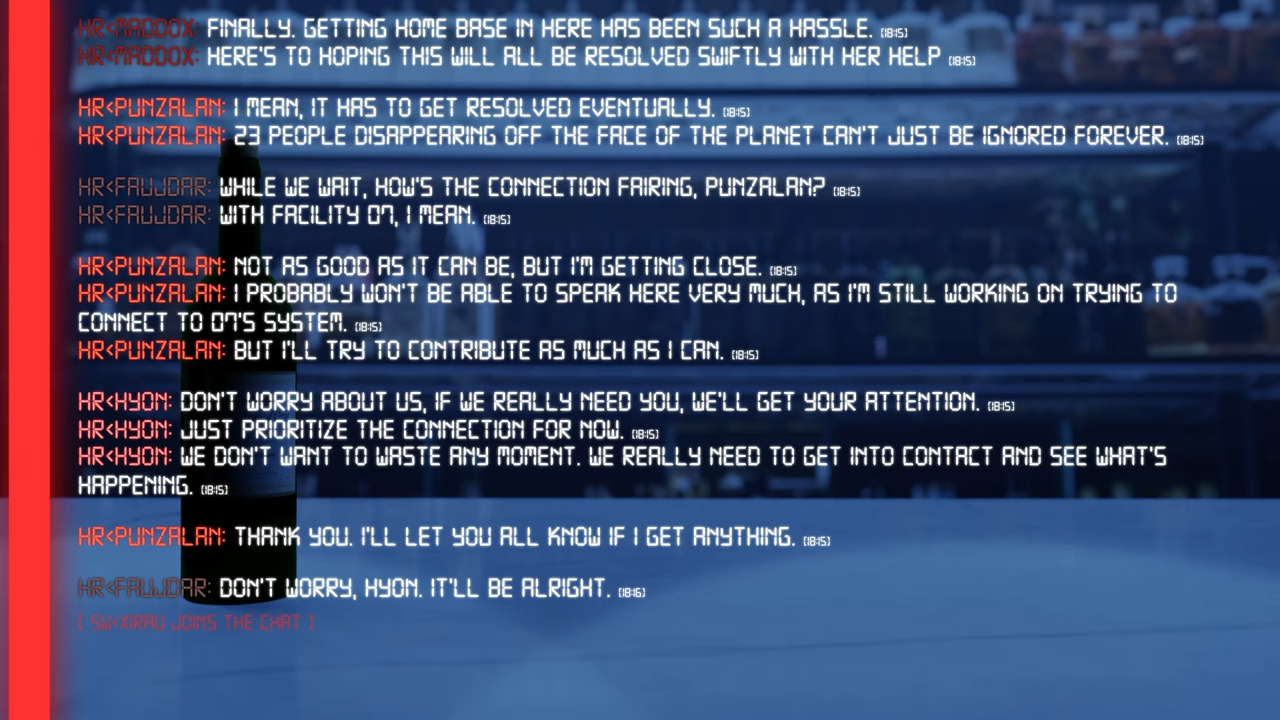 HR<MADDOX: FINALLY. GETTING HOME BASE IN HERE HAS BEEN SUCH A HASSLE. [18:15]
HR<MADDOX: HERE'S TO HOPING THIS WILL ALL BE RESOLVED SWIFTLY WITH HER HELP [18:15]
HR<PUNZALAN: I MEAN, IT HAS TO GET RESOLVED EVENTUALLY. [18:15]
HR<PUNZALAN: 23 PEOPLE DISAPPEARING OFF THE FACE OF THE PLANET CAN'T JUST BE IGNORED FOREVER. [18:15]
HR<FAUJDAR: WHILE WE WAIT, HOW'S THE CONNECTION FAIRING, PUNZALAN? [18:15]
HR<FAUJDAR: WITH FACILITY 07, I MEAN. [18:15]
HR<PUNZALAN: NOT AS GOOD AS IT CAN BE, BUT I'M GETTING CLOSE. [18:15]
HR<PUNZALAN: I PROBABLY WON'T BE ABLE TO SPEAK HERE VERY MUCH, AS I'M STILL WORKING ON TRYING TO
CONNECT TO 07'S SYSTEM. [18:15]
HR<PUNZALAN: BUT I'LL TRY TO CONTRIBUTE AS MUCH AS I CAN. [18:15]
HR<HYON: DON'T WORRY ABOUT US, IF WE REALLY NEED YOU, WE'LL GET YOUR ATTENTION. [18:15]
HR<HYON: JUST PRIORITIZE THE CONNECTION FOR NOW. [18:15]
HR<HYON: WE DON'T WANT TO WASTE ANY MOMENT. WE REALLY NEED TO GET INTO CONTACT AND SEE WHAT'S
HAPPENING. [18:15]
HR<PUNZALAN: THANK YOU. I'LL LET YOU ALL KNOW IF I GET ANYTHING. [18:15]
HR<FAUJDAR: DON'T WORRY, HYON. IT'LL BE ALRIGHT. [18:16]
[ SW<XIRAU JOINS THE CHAT ]